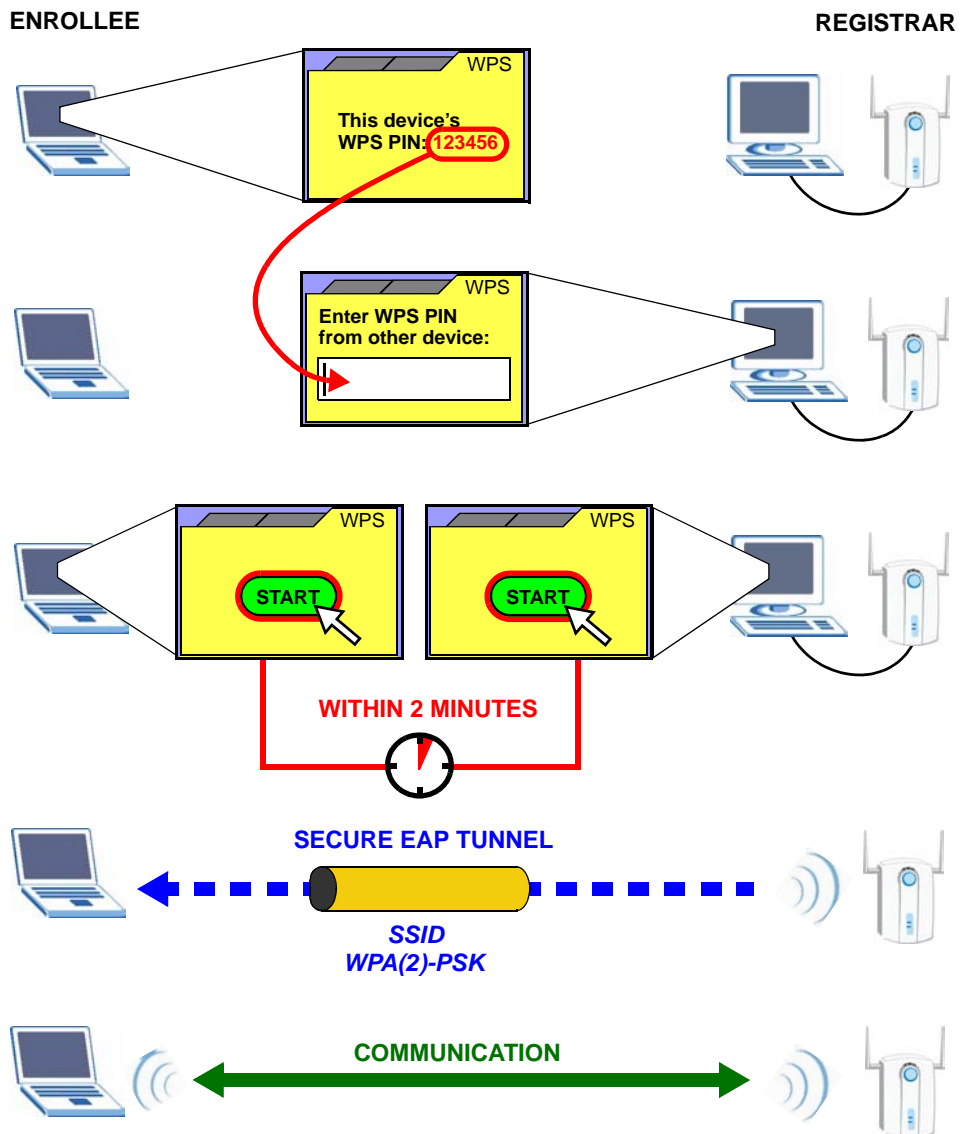 ENROLLEE
REGISTRAR
WPS
This device's
WPS PIN: 123456
WPS
Enter WPS PIN
from other device:
WPS
WPS
START
START
WITHIN 2 MINUTES
SECURE EAP TUNNEL
SSID
WPA(2)-PSK
COMMUNICATION